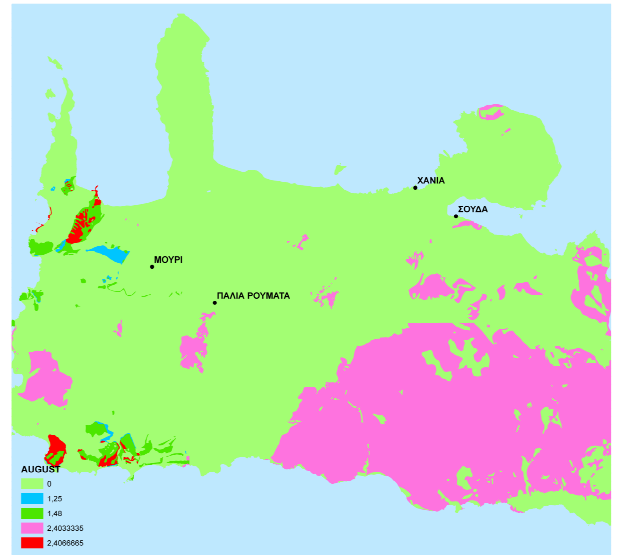 ΧΑΝΙΑ
ΣΟΥΔΑ
ΜΟΥΡΙ
ΠΑΛΙΑ ΡΟΥΜΑΤΑ
AUGUST
0
1,25
1,48
2,4033335
2,4066665